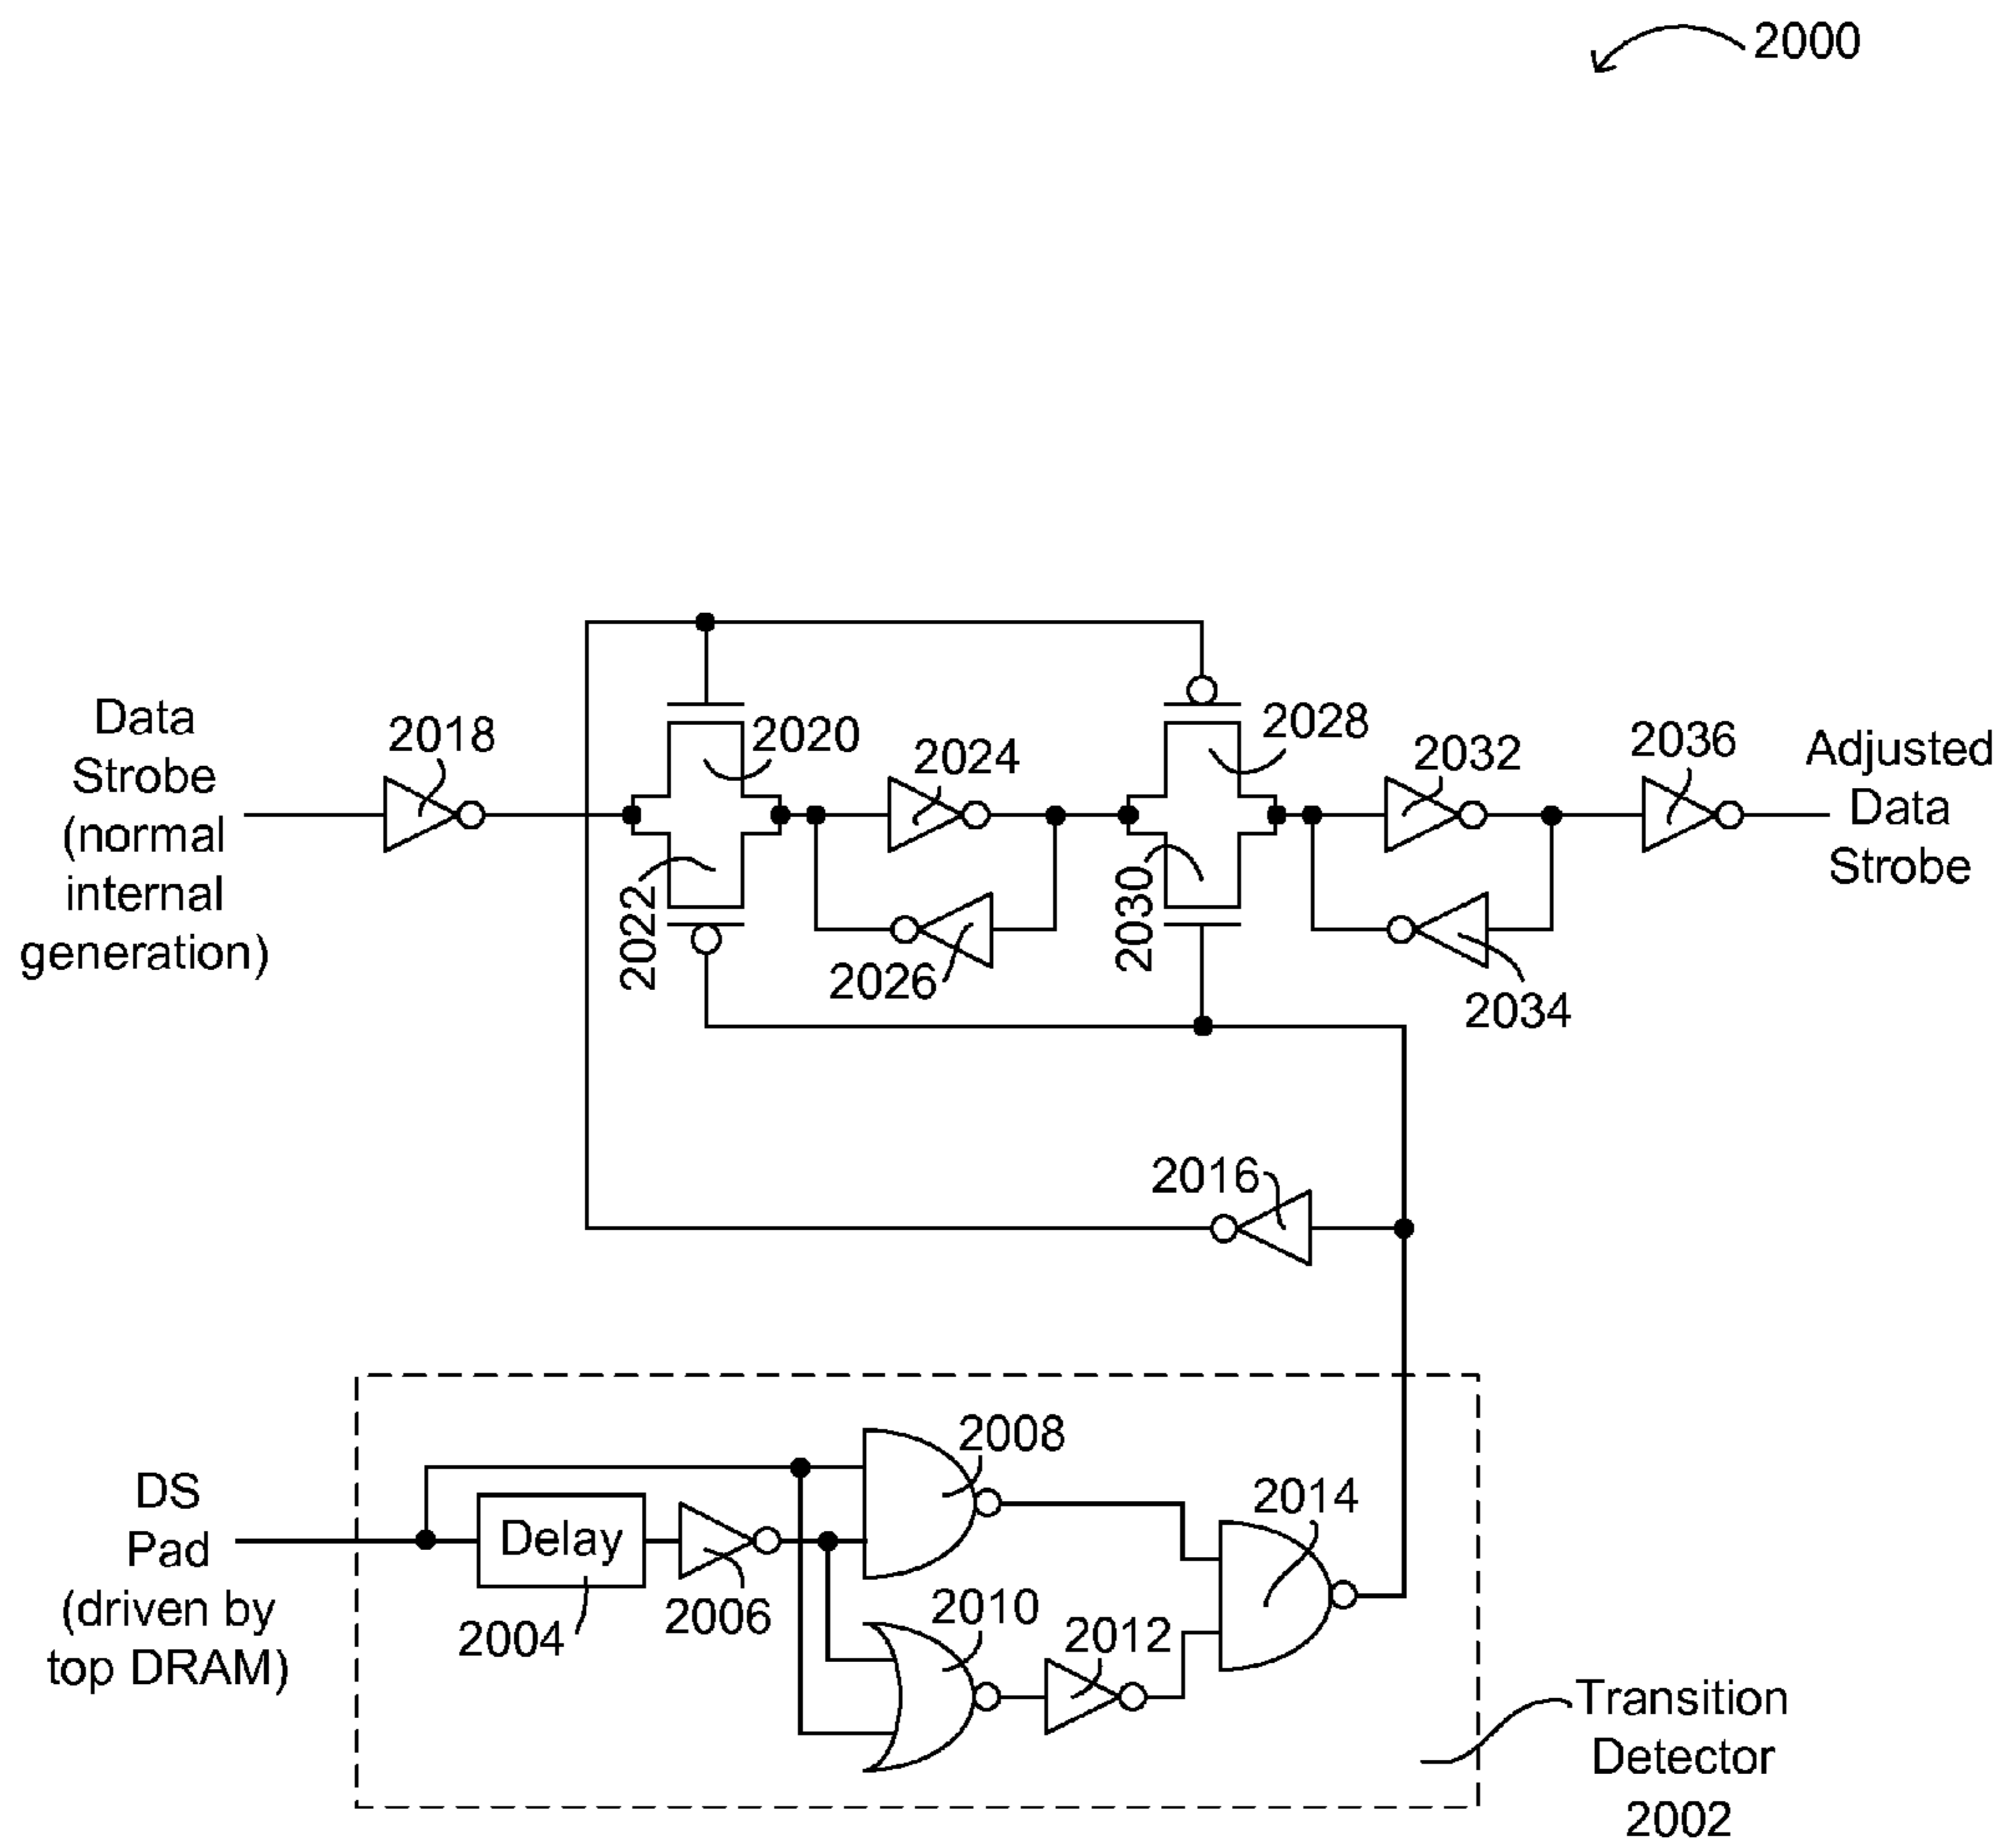 2000
Data
Strobe
(normal
internal
generation)
2018
2020
2022
2024
2026
2028
2030
2032
2034
2036
Adjusted
Data
Strobe
2016
DS
Pad
(driven by
top DRAM)
Delay
2004
2006
2008
2010
2012
2014
Transition
Detector
2002